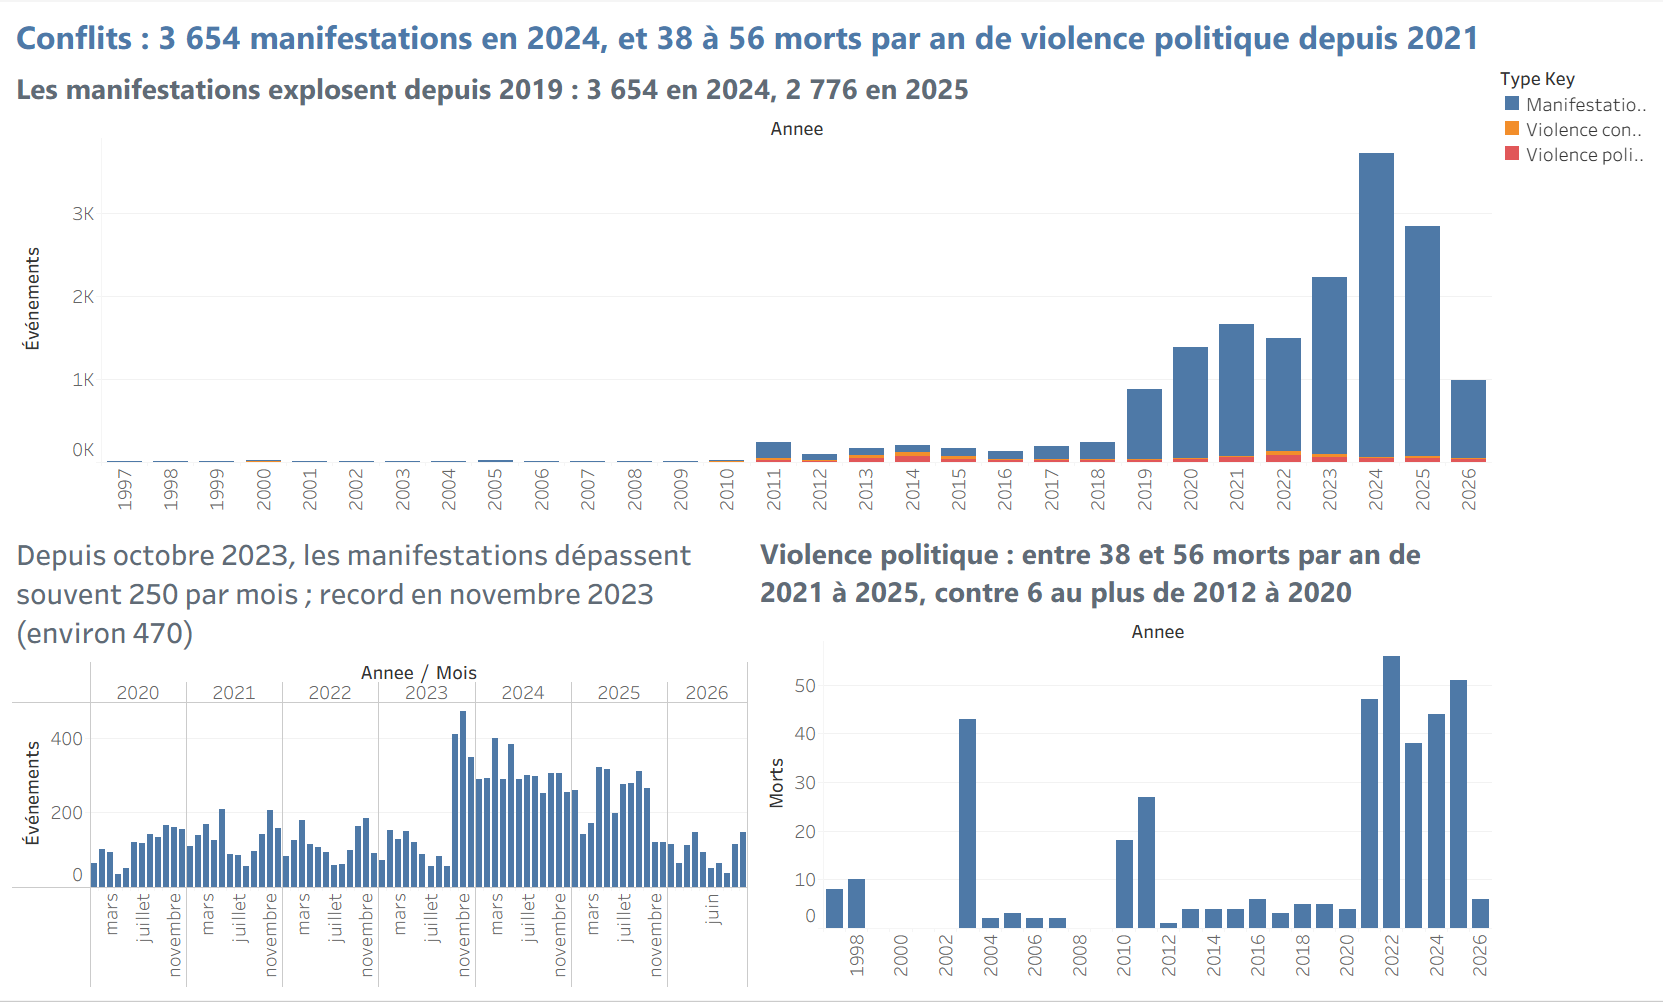 Conflits : 3 654 manifestations en 2024, et 38 à 56 morts par an de violence politique depuis 2021
Les manifestations explosent depuis 2019 : 3 654 en 2024, 2 776 en 2025
Type Key
Manifestatio..
Violence con..
Violence poli..
Annee
Événements
3K
2K
1K
0K
1997 1998 1999 2000 2001 2002 2003 2004 2005 2006 2007 2008 2009 2010 2011 2012 2013 2014 2015 2016 2017 2018 2019 2020 2021 2022 2023 2024 2025 2026
Depuis octobre 2023, les manifestations dépassent
souvent 250 par mois ; record en novembre 2023
(environ 470)
Annee / Mois
2020 2021 2022 2023 2024 2025 2026
Événements
400
200
0
mars juillet novembre mars juillet novembre mars juillet novembre mars juillet novembre mars juillet novembre mars juillet novembre juin
Violence politique : entre 38 et 56 morts par an de
2021 à 2025, contre 6 au plus de 2012 à 2020
Annee
Morts
50
40
30
20
10
0
1998 2000 2002 2004 2006 2008 2010 2012 2014 2016 2018 2020 2022 2024 2026